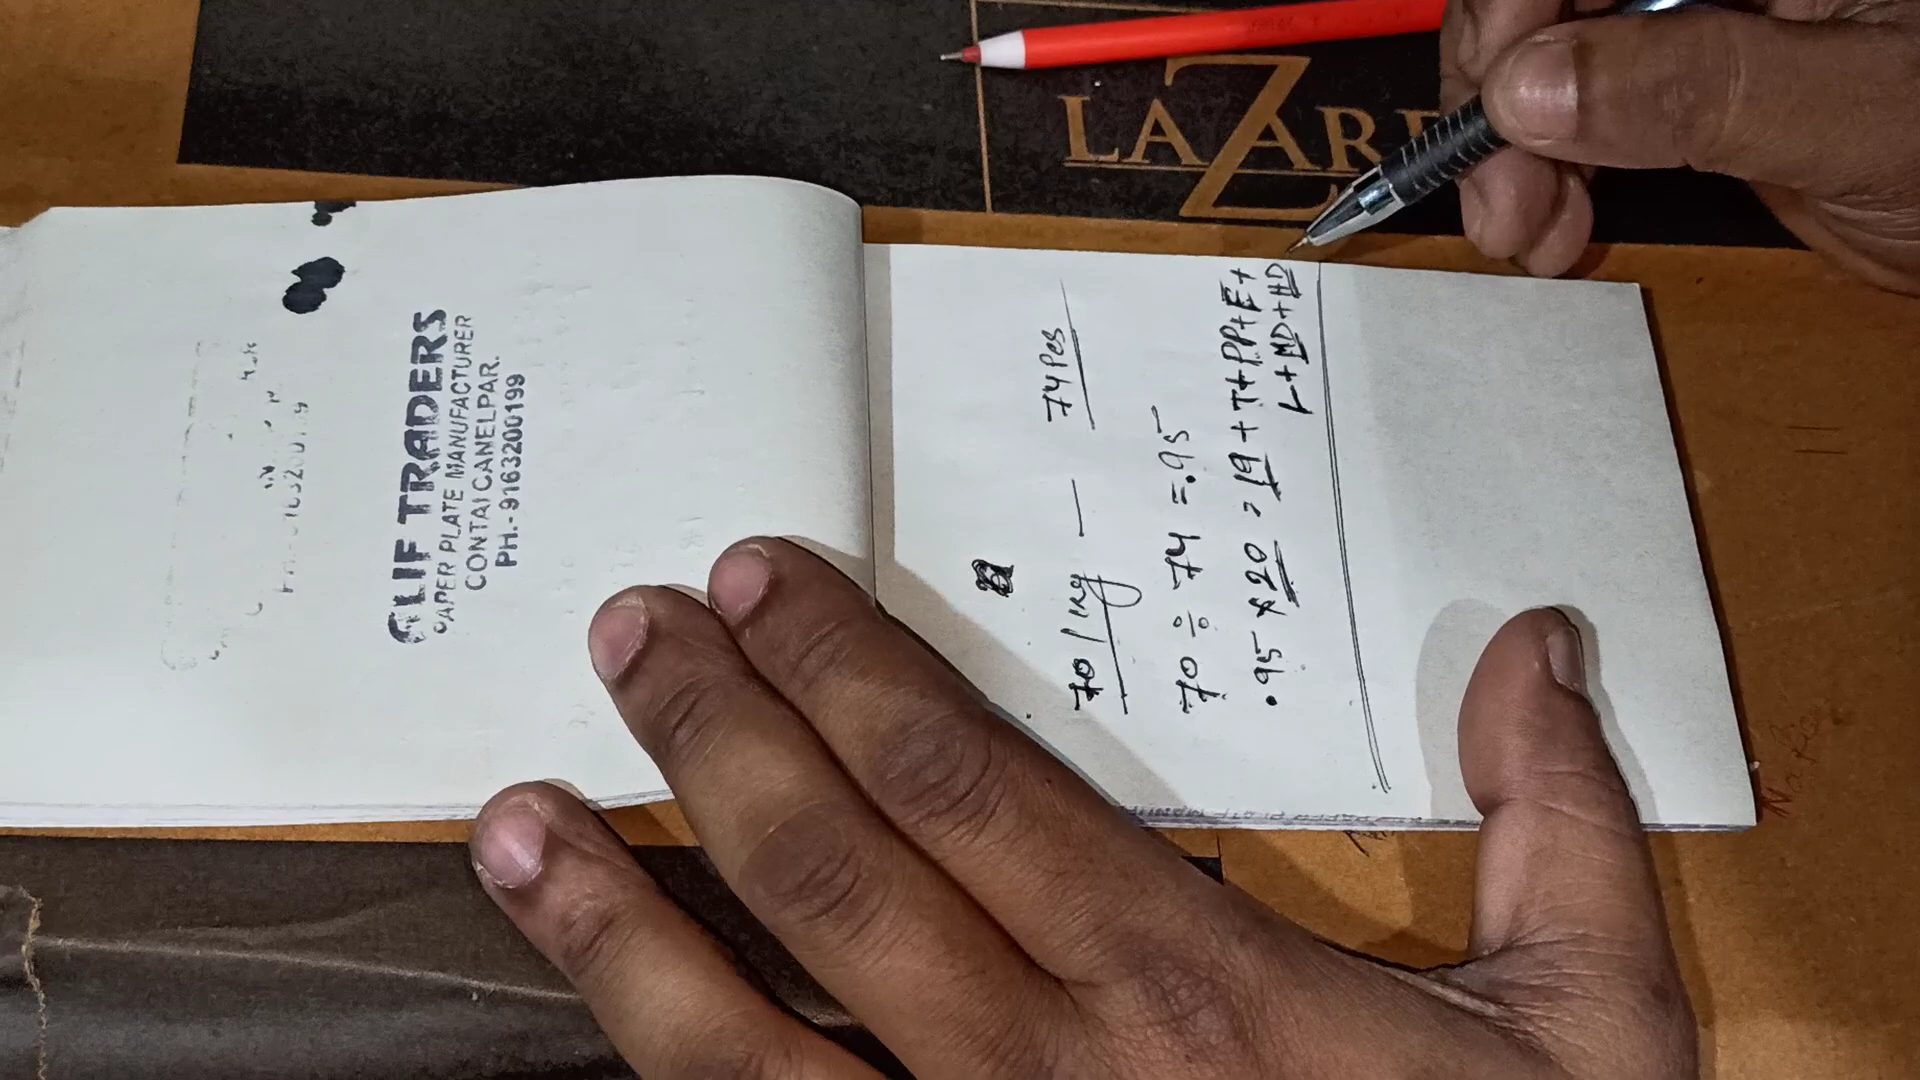 LAZARE
ALIF TRADERS
PAPER PLATE MANUFACTURER
CONTAI CANELPAR.
PH.- 9163200199
70/1kg — 74 Pcs
70 ÷ 74 = .95
.95 x 20 = 19 + T + PP + E +
L + MD + HD